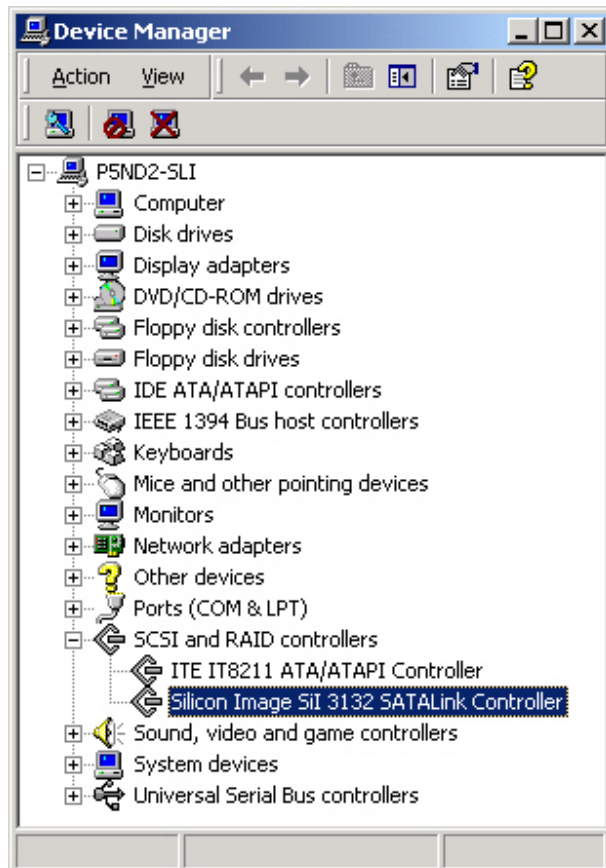 Device Manager
Action View
P5ND2-SLI
Computer
Disk drives
Display adapters
DVD/CD-ROM drives
Floppy disk controllers
Floppy disk drives
IDE ATA/ATAPI controllers
IEEE 1394 Bus host controllers
Keyboards
Mice and other pointing devices
Monitors
Network adapters
Other devices
Ports (COM & LPT)
SCSI and RAID controllers
ITE IT8211 ATA/ATAPI Controller
Silicon Image SiI 3132 SATALink Controller
Sound, video and game controllers
System devices
Universal Serial Bus controllers